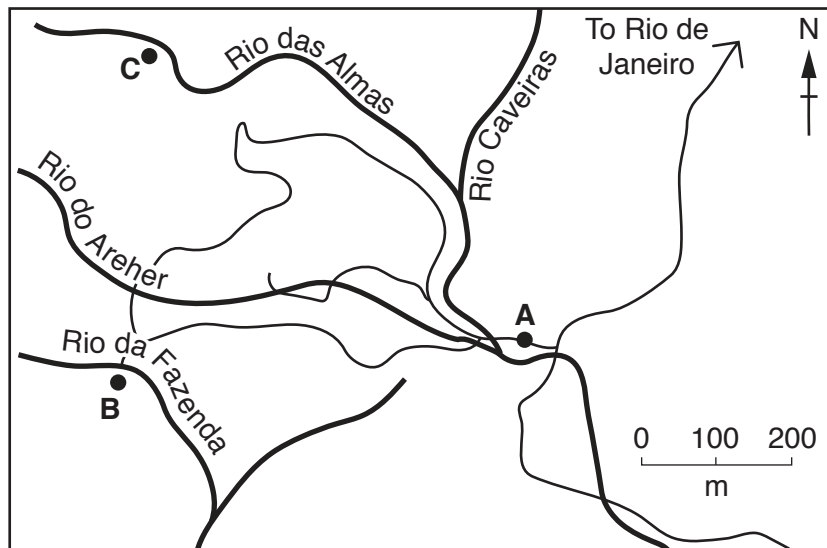 To Rio de
Janeiro
N
C
Rio das Almas
Rio Caveiras
Rio do Areher
A
Rio da Fazenda
B
0 100 200
m